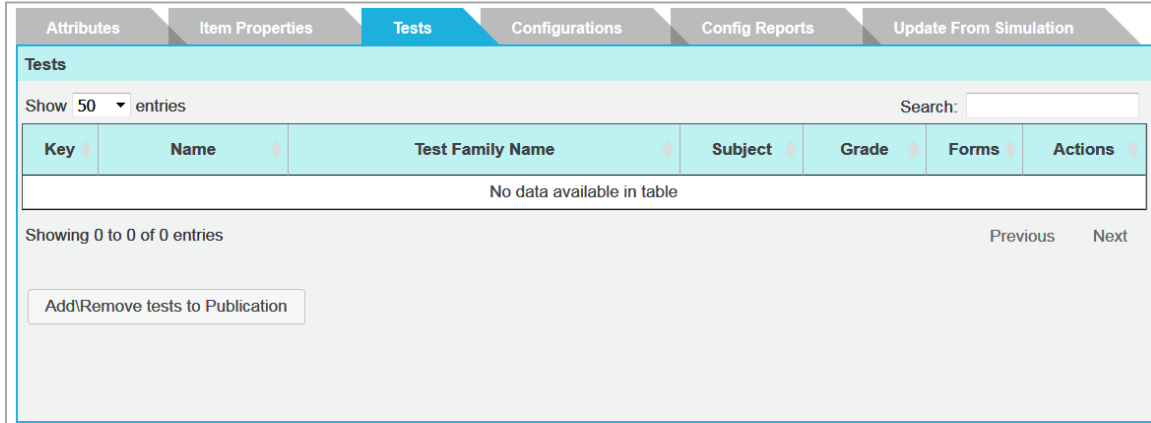 Attributes Item Properties Tests Configurations Config Reports Update From Simulation
Tests
Show 50 entries Search:
Key Name Test Family Name Subject Grade Forms Actions
No data available in table
Showing 0 to 0 of 0 entries Previous Next
Add\Remove tests to Publication